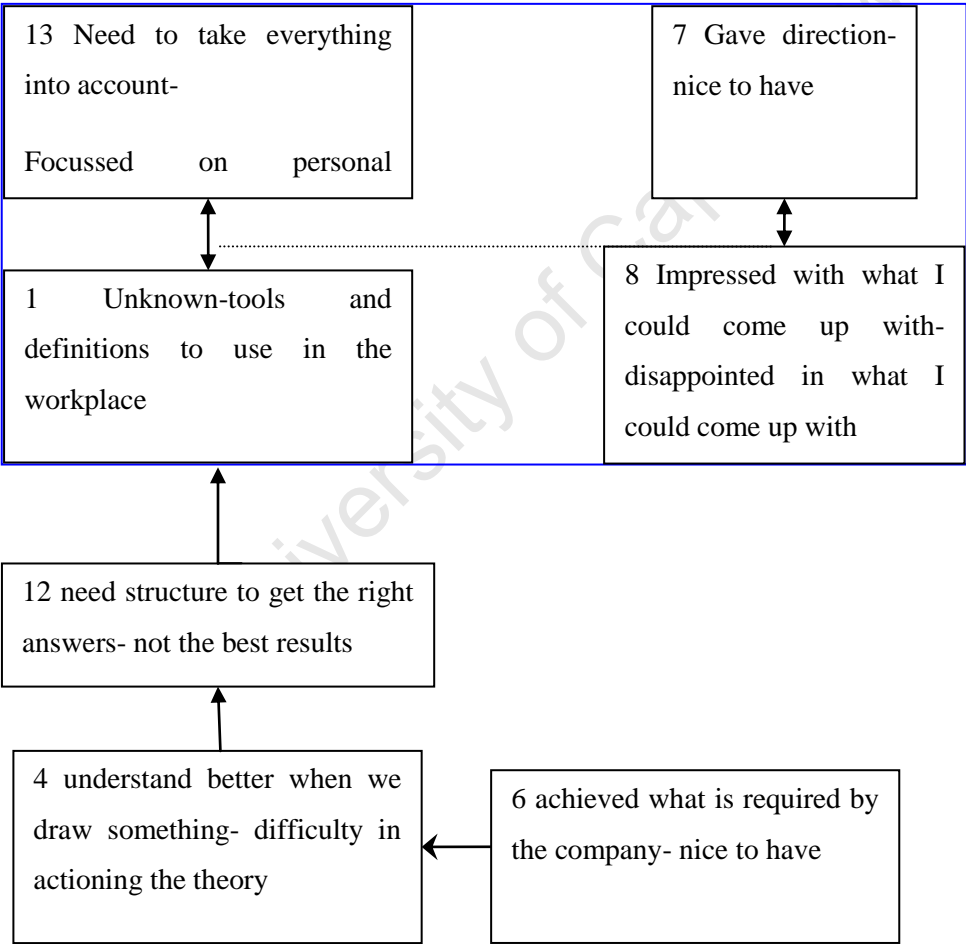 13 Need to take everything
into account-
Focussed on personal
7 Gave direction-
nice to have
1 Unknown-tools and
definitions to use in the
workplace
8 Impressed with what I
could come up with-
disappointed in what I
could come up with
12 need structure to get the right
answers- not the best results
4 understand better when we
draw something- difficulty in
actioning the theory
6 achieved what is required by
the company- nice to have